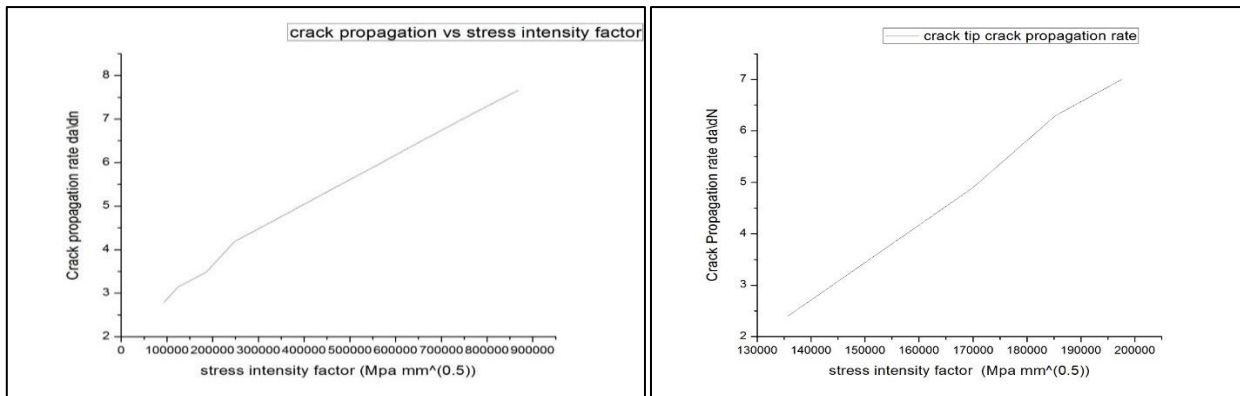 crack propagation vs stress intensity factor
8
7
6
5
4
3
2
Crack propagation rate da\dn
0 100000 200000 300000 400000 500000 600000 700000 800000 900000
stress intensity factor (Mpa mm^(0.5))
crack tip crack propagation rate
7
6
5
4
3
2
Crack Propagation rate da\dN
130000 140000 150000 160000 170000 180000 190000 200000
stress intensity factor (Mpa mm^(0.5))